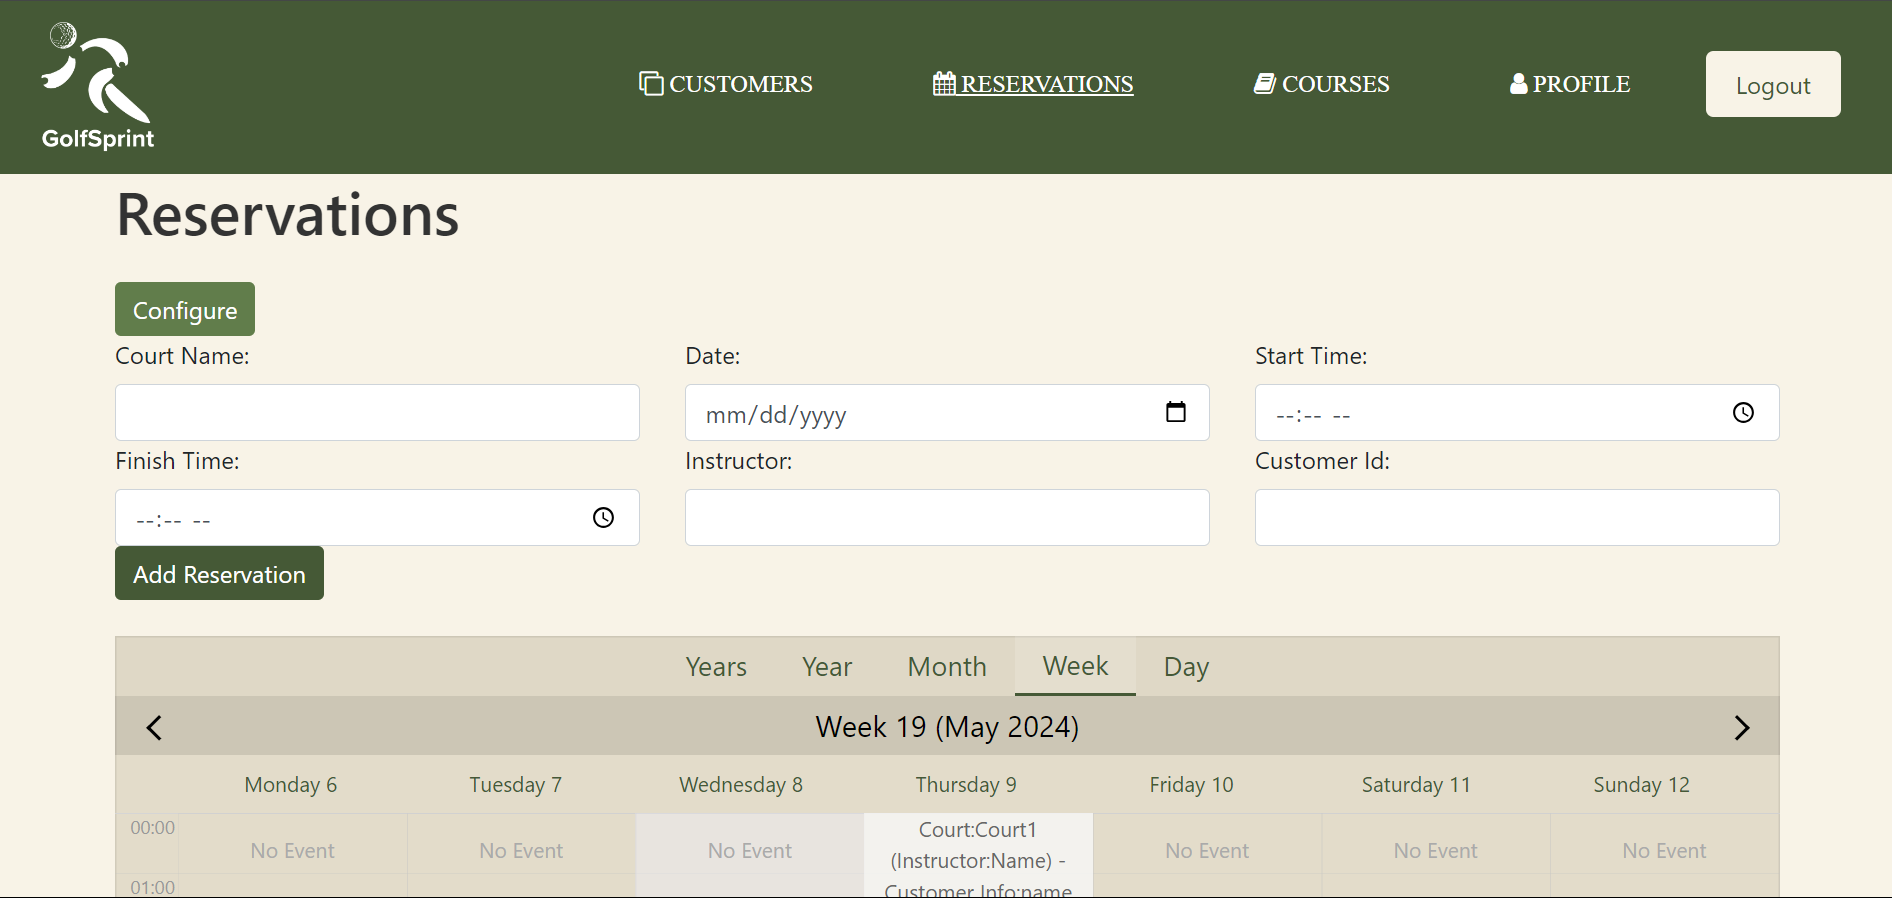 GolfSprint
CUSTOMERS RESERVATIONS COURSES PROFILE Logout
Reservations
Configure
Court Name: Date: Start Time:
mm/dd/yyyy --:-- --
Finish Time: Instructor: Customer Id:
--:-- --
Add Reservation
Years Year Month Week Day
Week 19 (May 2024)
Monday 6 Tuesday 7 Wednesday 8 Thursday 9 Friday 10 Saturday 11 Sunday 12
00:00 No Event No Event No Event Court:Court1 No Event No Event No Event
(Instructor:Name) -
01:00 Customer Info:name